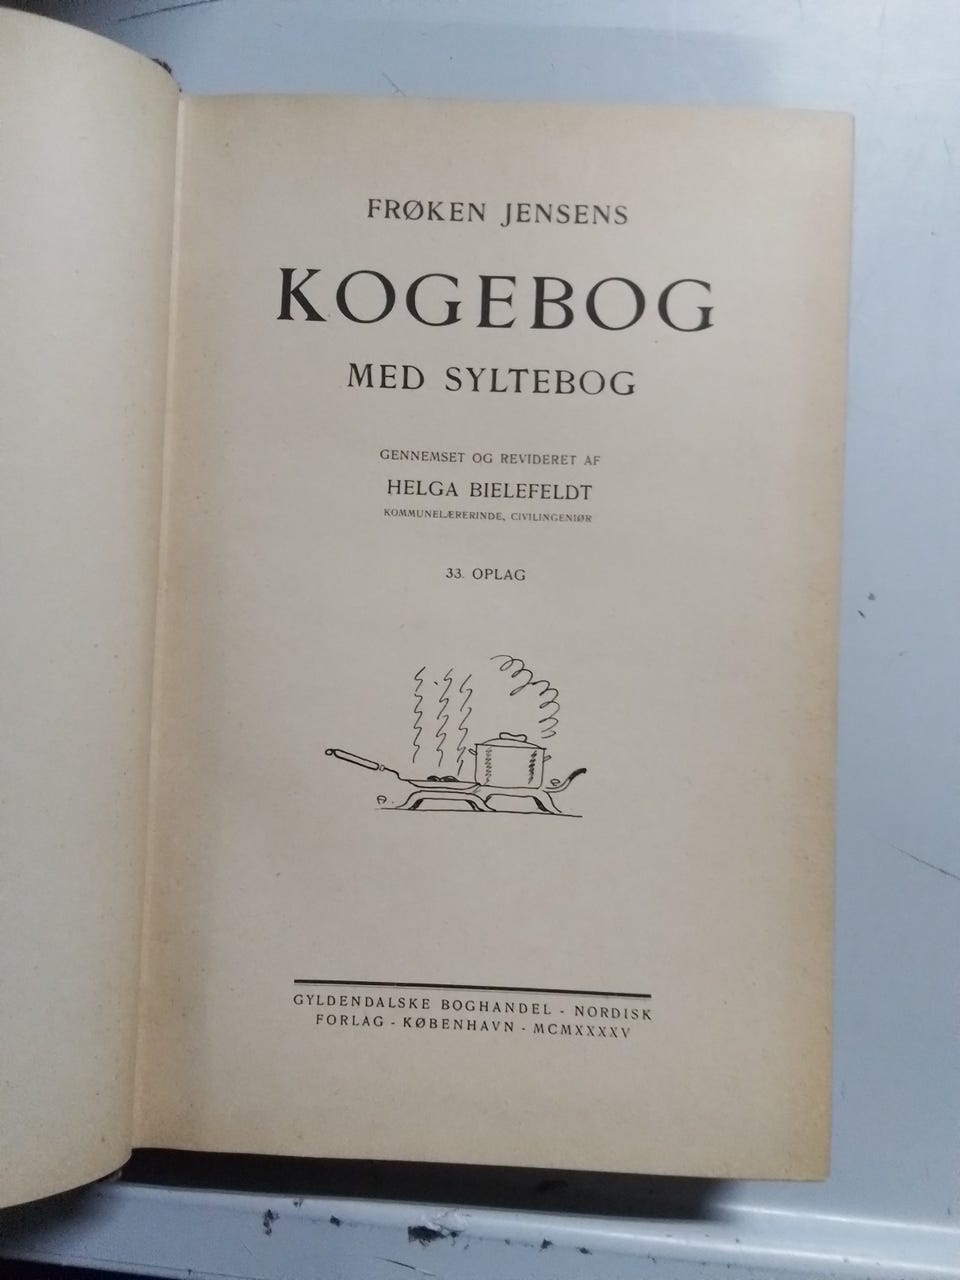 FRØKEN JENSENS
KOGEBOG
MED SYLTEBOG
GENNEMSET OG REVIDERET AF
HELGA BIELEFELDT
KOMMUNELÆRERINDE, CIVILINGENIØR
33. OPLAG
A.
GYLDENDALSKE BOGHANDEL - NORDISK
FORLAG - KØBENHAVN - MCMXXXXV